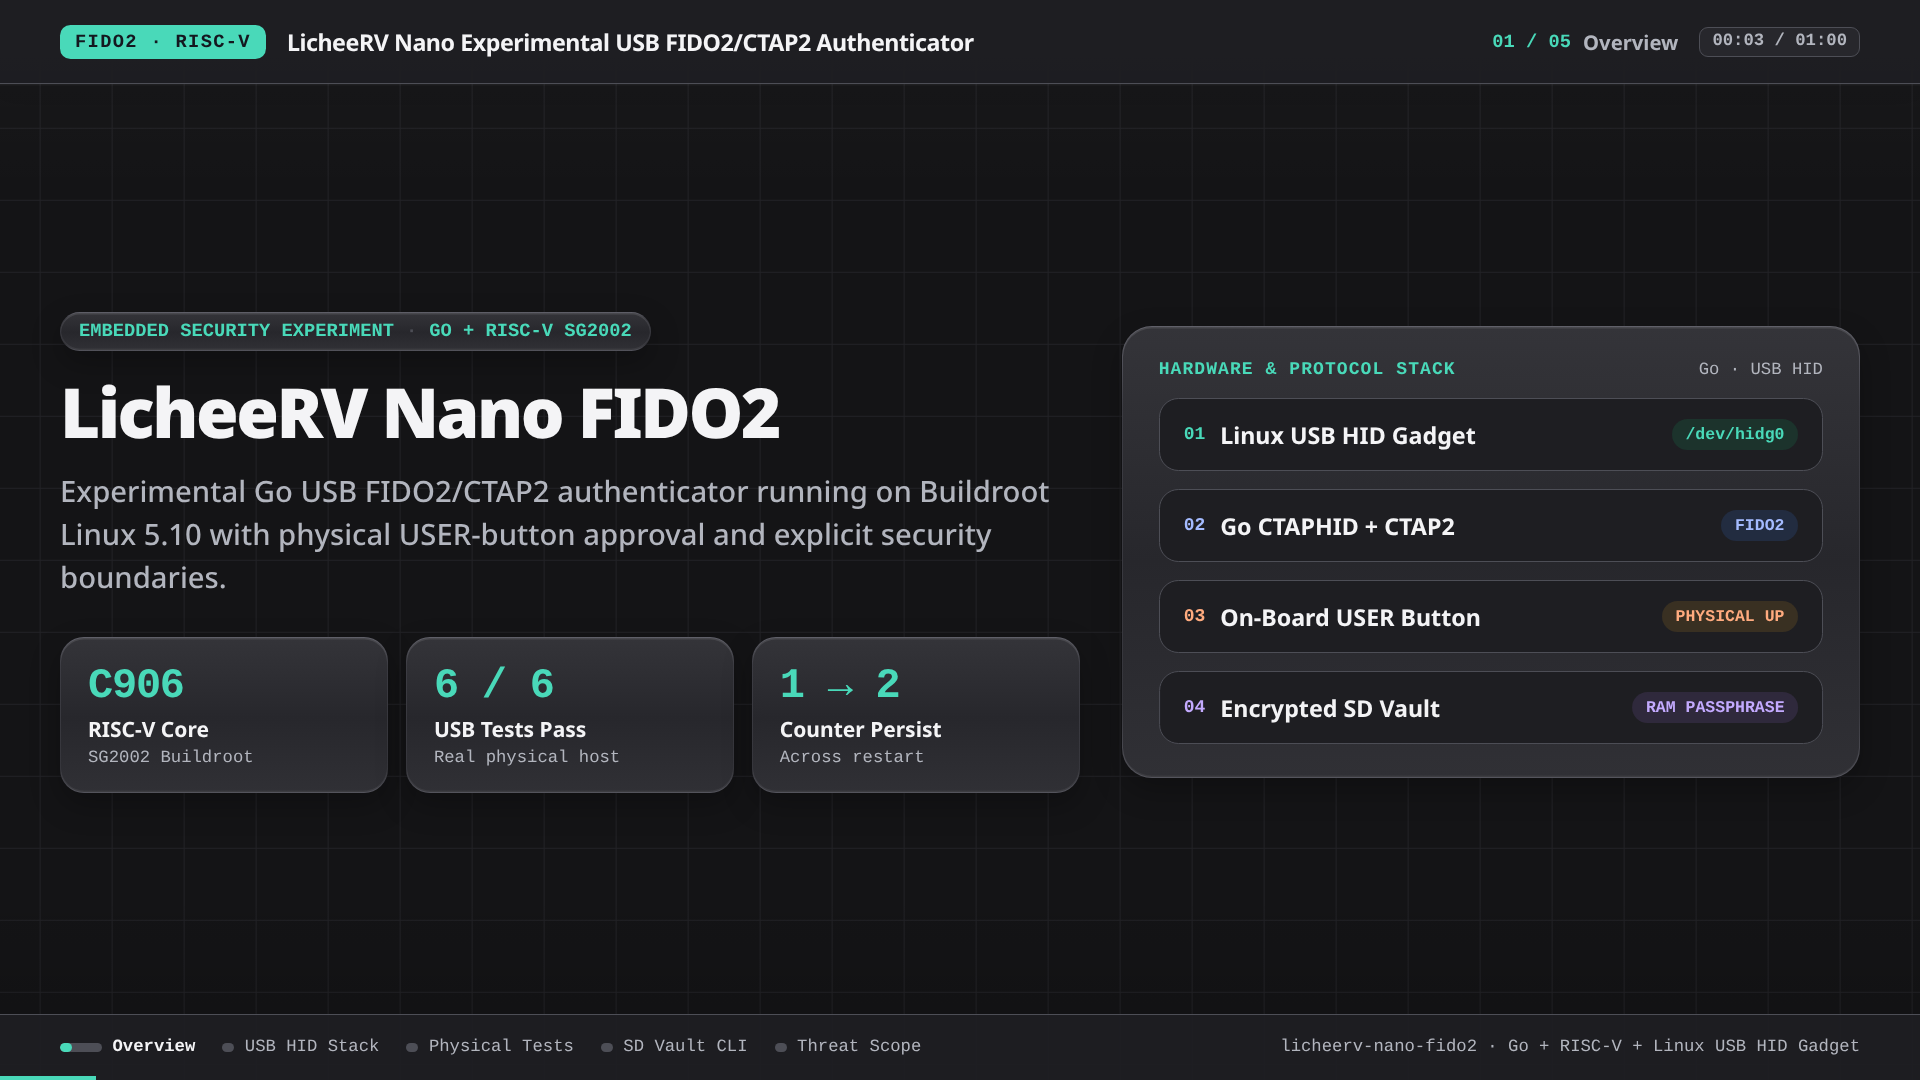 FIDO2 · RISC-V
LicheeRV Nano Experimental USB FIDO2/CTAP2 Authenticator
01 / 05 Overview
00:03 / 01:00
EMBEDDED SECURITY EXPERIMENT · GO + RISC-V SG2002
LicheeRV Nano FIDO2
Experimental Go USB FIDO2/CTAP2 authenticator running on Buildroot
Linux 5.10 with physical USER-button approval and explicit security
boundaries.
C906
RISC-V Core
SG2002 Buildroot
6 / 6
USB Tests Pass
Real physical host
1 → 2
Counter Persist
Across restart
HARDWARE & PROTOCOL STACK
Go · USB HID
01 Linux USB HID Gadget /dev/hidg0
02 Go CTAPHID + CTAP2 FIDO2
03 On-Board USER Button PHYSICAL UP
04 Encrypted SD Vault RAM PASSPHRASE
Overview
USB HID Stack
Physical Tests
SD Vault CLI
Threat Scope
licheerv-nano-fido2 · Go + RISC-V + Linux USB HID Gadget